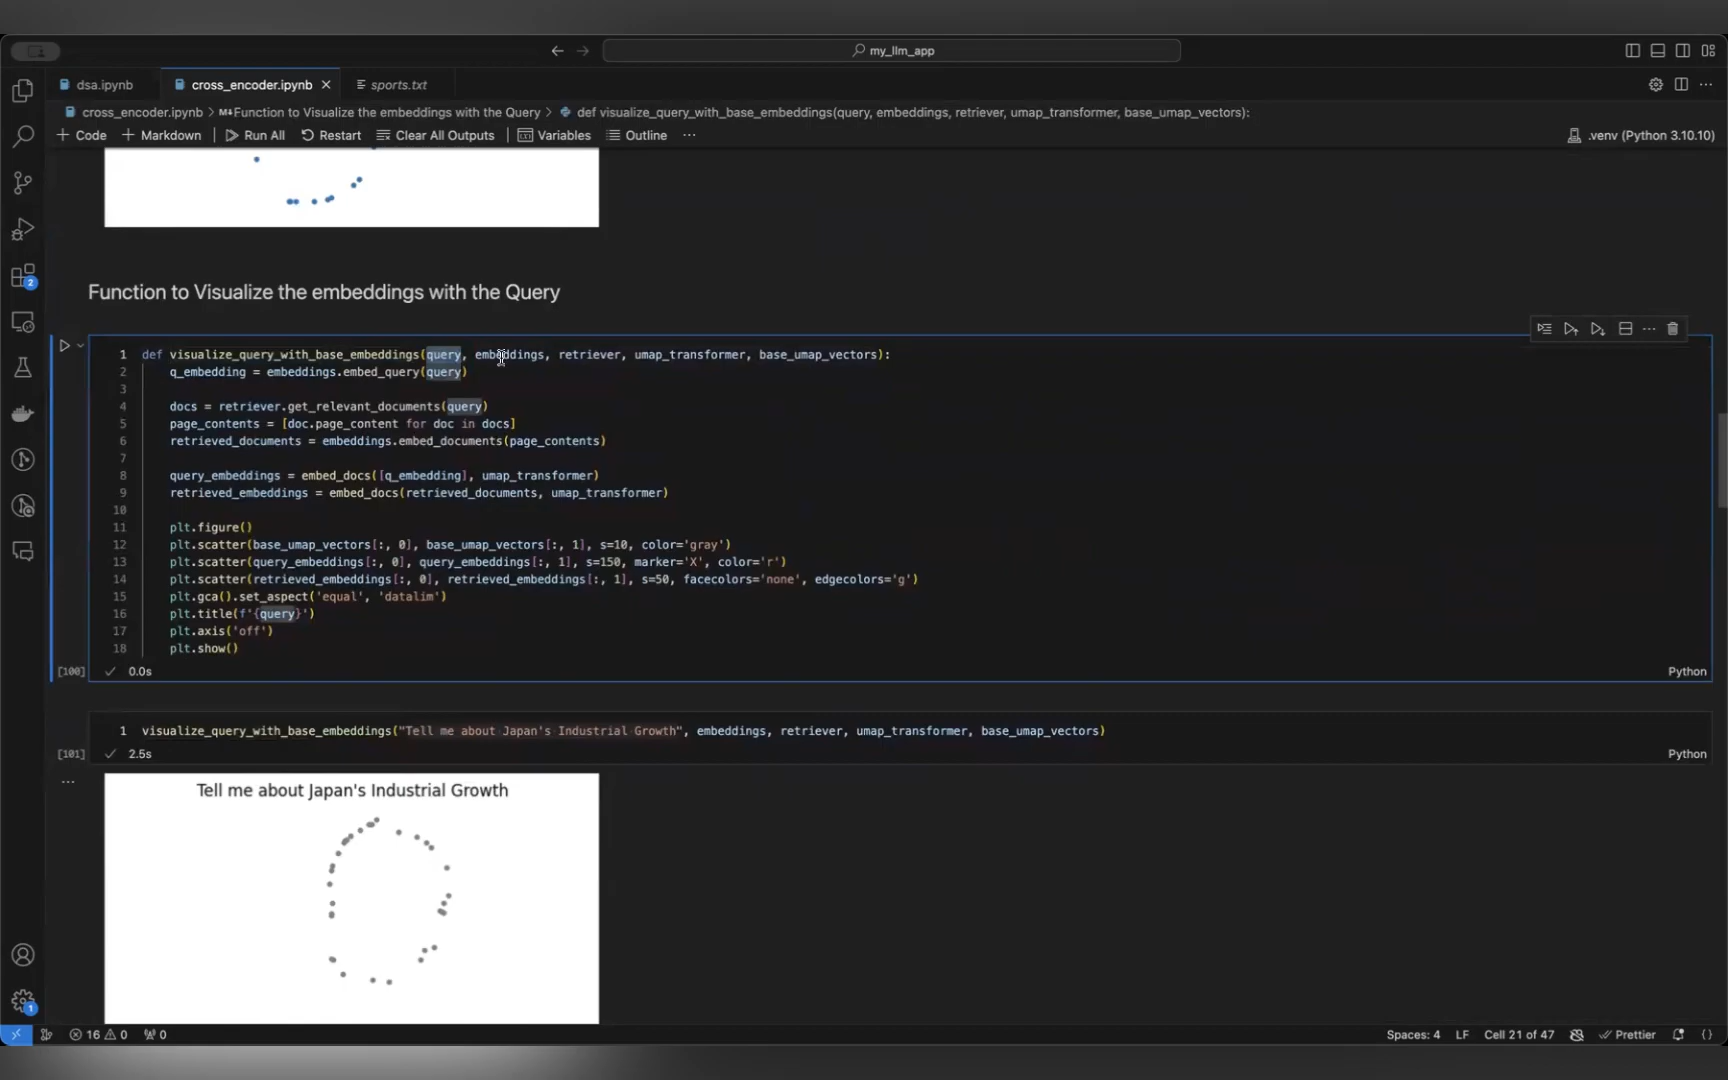 my_llm_app
dsa.ipynb
cross_encoder.ipynb
sports.txt
cross_encoder.ipynb > M↓Function to Visualize the embeddings with the Query > def visualize_query_with_base_embeddings(query, embeddings, retriever, umap_transformer, base_umap_vectors):
+ Code + Markdown | Run All Restart Clear All Outputs | Variables Outline ...
.venv (Python 3.10.10)
Function to Visualize the embeddings with the Query
1 def visualize_query_with_base_embeddings(query, embeddings, retriever, umap_transformer, base_umap_vectors):
2 q_embedding = embeddings.embed_query(query)
3
4 docs = retriever.get_relevant_documents(query)
5 page_contents = [doc.page_content for doc in docs]
6 retrieved_documents = embeddings.embed_documents(page_contents)
7
8 query_embeddings = embed_docs([q_embedding], umap_transformer)
9 retrieved_embeddings = embed_docs(retrieved_documents, umap_transformer)
10
11 plt.figure()
12 plt.scatter(base_umap_vectors[:, 0], base_umap_vectors[:, 1], s=10, color='gray')
13 plt.scatter(query_embeddings[:, 0], query_embeddings[:, 1], s=150, marker='X', color='r')
14 plt.scatter(retrieved_embeddings[:, 0], retrieved_embeddings[:, 1], s=50, facecolors='none', edgecolors='g')
15 plt.gca().set_aspect('equal', 'datalim')
16 plt.title(f'{query}')
17 plt.axis('off')
18 plt.show()
[100] ✓ 0.0s
Python
1 visualize_query_with_base_embeddings("Tell me about Japan's Industrial Growth", embeddings, retriever, umap_transformer, base_umap_vectors)
[101] ✓ 2.5s
Python
...
Tell me about Japan's Industrial Growth
2
1
16 0 0
Spaces: 4 LF Cell 21 of 47 Prettier {}